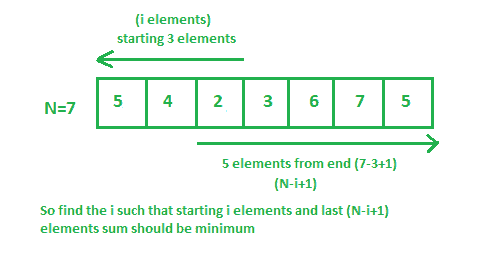 (i elements)
starting 3 elements
N=7
5 4 2 3 6 7 5
5 elements from end (7-3+1)
(N-i+1)
So find the i such that starting i elements and last (N-i+1)
elements sum should be minimum